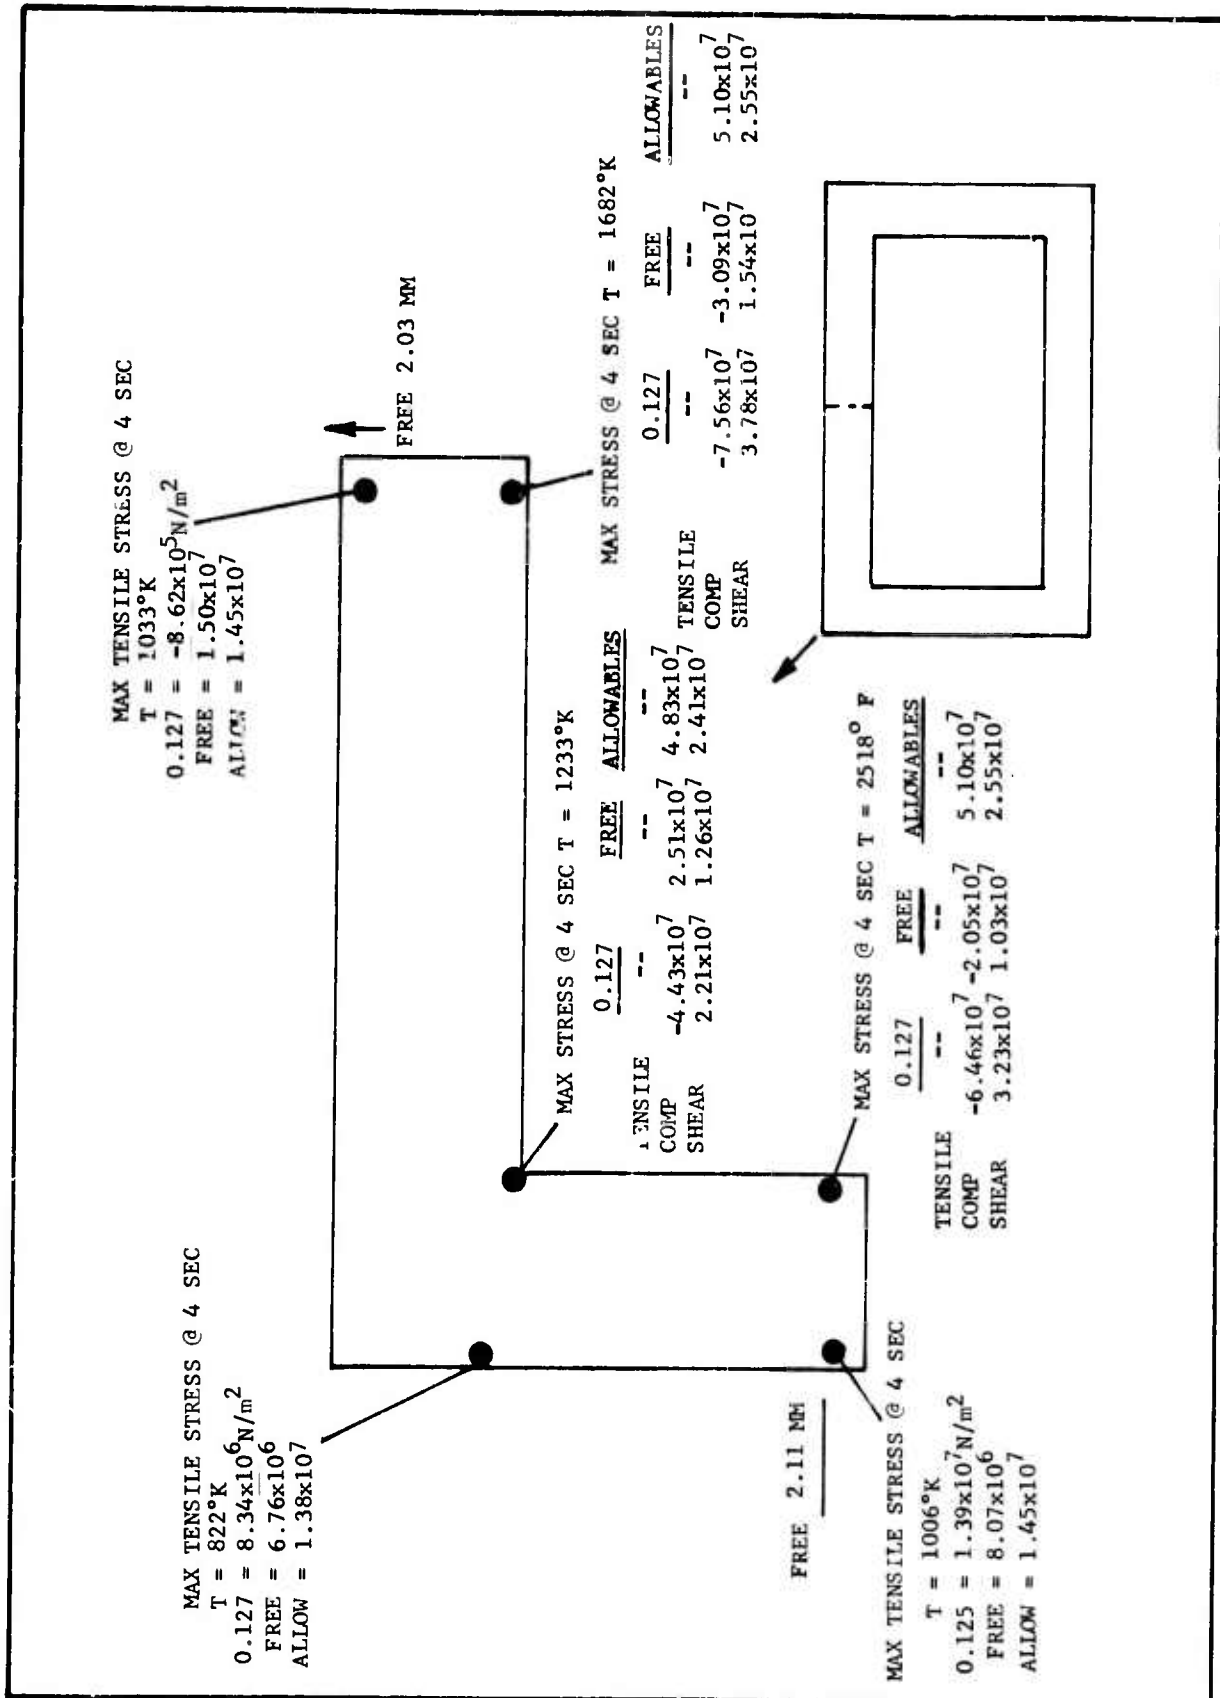 MAX TENSILE STRESS @ 4 SEC
T = 822°K
0.127 = 8.34x10⁶N/m²
FREE = 6.76x10⁶
ALLOW = 1.38x10⁷
MAX TENSILE STRESS @ 4 SEC
T = 1033°K
0.127 = -8.62x10⁵N/m²
FREE = 1.50x10⁷
ALLOW = 1.45x10⁷
FREE 2.03 MM
MAX STRESS @ 4 SEC T = 1233°K
0.127 FREE ALLOWABLES
TENSILE -- -- --
COMP -4.43x10⁷ 2.51x10⁷ 4.83x10⁷
SHEAR 2.21x10⁷ 1.26x10⁷ 2.41x10⁷
MAX STRESS @ 4 SEC T = 1682°K
0.127 FREE ALLOWABLES
TENSILE -- -- --
COMP -7.56x10⁷ -3.09x10⁷ 5.10x10⁷
SHEAR 3.78x10⁷ 1.54x10⁷ 2.55x10⁷
FREE 2.11 MM
MAX TENSILE STRESS @ 4 SEC
T = 1006°K
0.125 = 1.39x10⁷N/m²
FREE = 8.07x10⁶
ALLOW = 1.45x10⁷
MAX STRESS @ 4 SEC T = 2518° F
0.127 FREE ALLOWABLES
TENSILE -- -- --
COMP -6.46x10⁷ -2.05x10⁷ 5.10x10⁷
SHEAR 3.23x10⁷ 1.03x10⁷ 2.55x10⁷